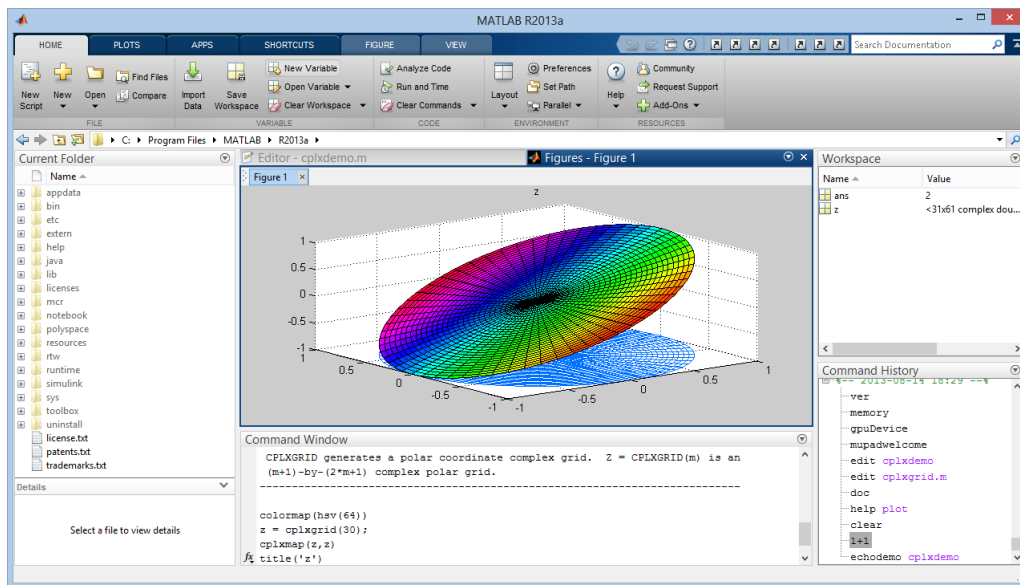 MATLAB R2013a
HOME PLOTS APPS SHORTCUTS FIGURE VIEW
Search Documentation
New Script
New
Open
Find Files
Compare
Import Data
Save Workspace
New Variable
Open Variable
Clear Workspace
Analyze Code
Run and Time
Clear Commands
Layout
Preferences
Set Path
Parallel
Help
Community
Request Support
Add-Ons
FILE VARIABLE CODE ENVIRONMENT RESOURCES
C: Program Files MATLAB R2013a
Current Folder
Name
appdata
bin
etc
extern
help
java
lib
licenses
mcr
notebook
polyspace
resources
rtw
runtime
simulink
sys
toolbox
uninstall
license.txt
patents.txt
trademarks.txt
Details
Select a file to view details
Editor - cplxdemo.m
Figures - Figure 1
Figure 1
z
1
0.5
0
-0.5
-1
1
0.5
0
-0.5
-1
-1
-0.5
0
0.5
1
Command Window
CPLXGRID generates a polar coordinate complex grid. Z = CPLXGRID(m) is an
(m+1)-by-(2*m+1) complex polar grid.
--------------------------------------------------------------------------
colormap(hsv(64))
z = cplxgrid(30);
cplxmap(z,z)
fx title('z')
Workspace
Name Value
ans 2
z <31x61 complex dou...
Command History
%-- 2013-08-14 18:29 --%
ver
memory
gpuDevice
mupadwelcome
edit cplxdemo
edit cplxgrid.m
doc
help plot
clear
1+1
echodemo cplxdemo